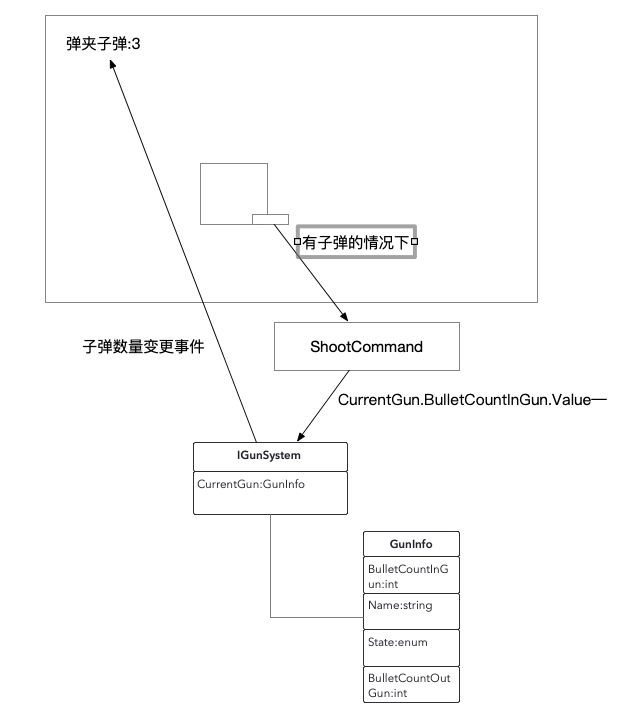 弹夹子弹:3
有子弹的情况下
子弹数量变更事件
ShootCommand
CurrentGun.BulletCountInGun.Value—
IGunSystem
CurrentGun:GunInfo
GunInfo
BulletCountInG
un:int
Name:string
State:enum
BulletCountOut
Gun:int